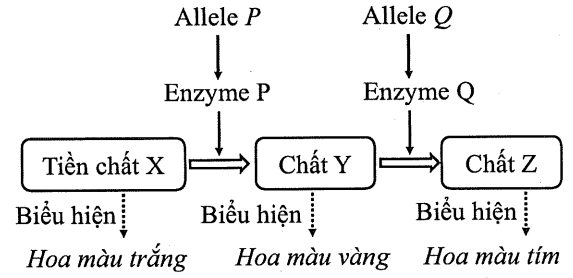 Allele P
Allele Q
Enzyme P
Enzyme Q
Tiền chất X
Chất Y
Chất Z
Biểu hiện
Biểu hiện
Biểu hiện
Hoa màu trắng
Hoa màu vàng
Hoa màu tím